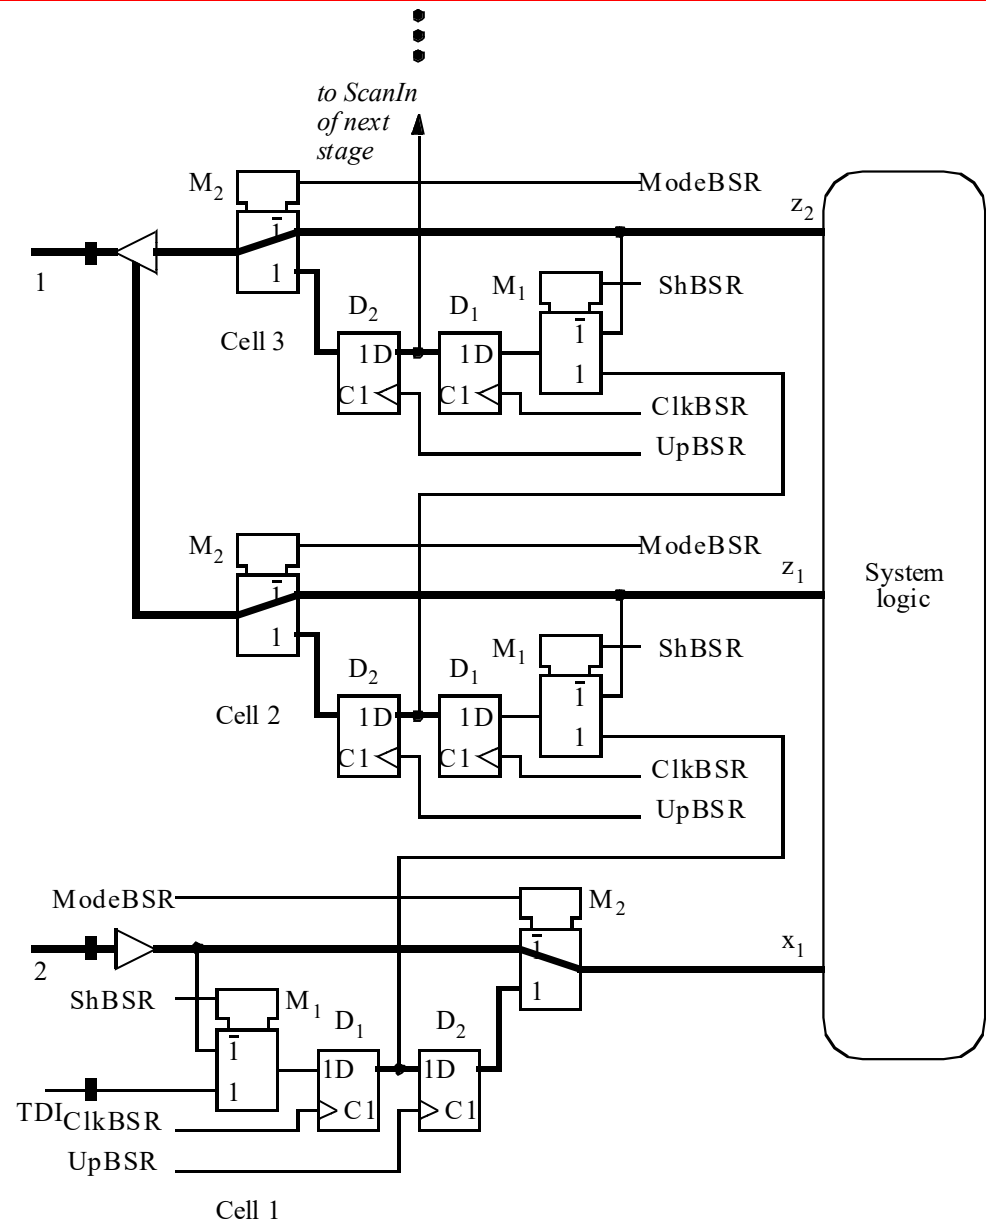 to ScanIn
of next
stage
M2
ModeBSR
z2
1̅
1
1
M1
ShBSR
D2
D1
1̅
Cell 3
1D
1D
1
C1
C1
ClkBSR
UpBSR
M2
ModeBSR
z1
System
logic
1̅
1
M1
ShBSR
D2
D1
1̅
Cell 2
1D
1D
1
C1
C1
ClkBSR
UpBSR
ModeBSR
M2
x1
1̅
2
1
ShBSR
M1
D1
D2
1̅
1D
1D
1
TDI
ClkBSR
C1
C1
UpBSR
Cell 1